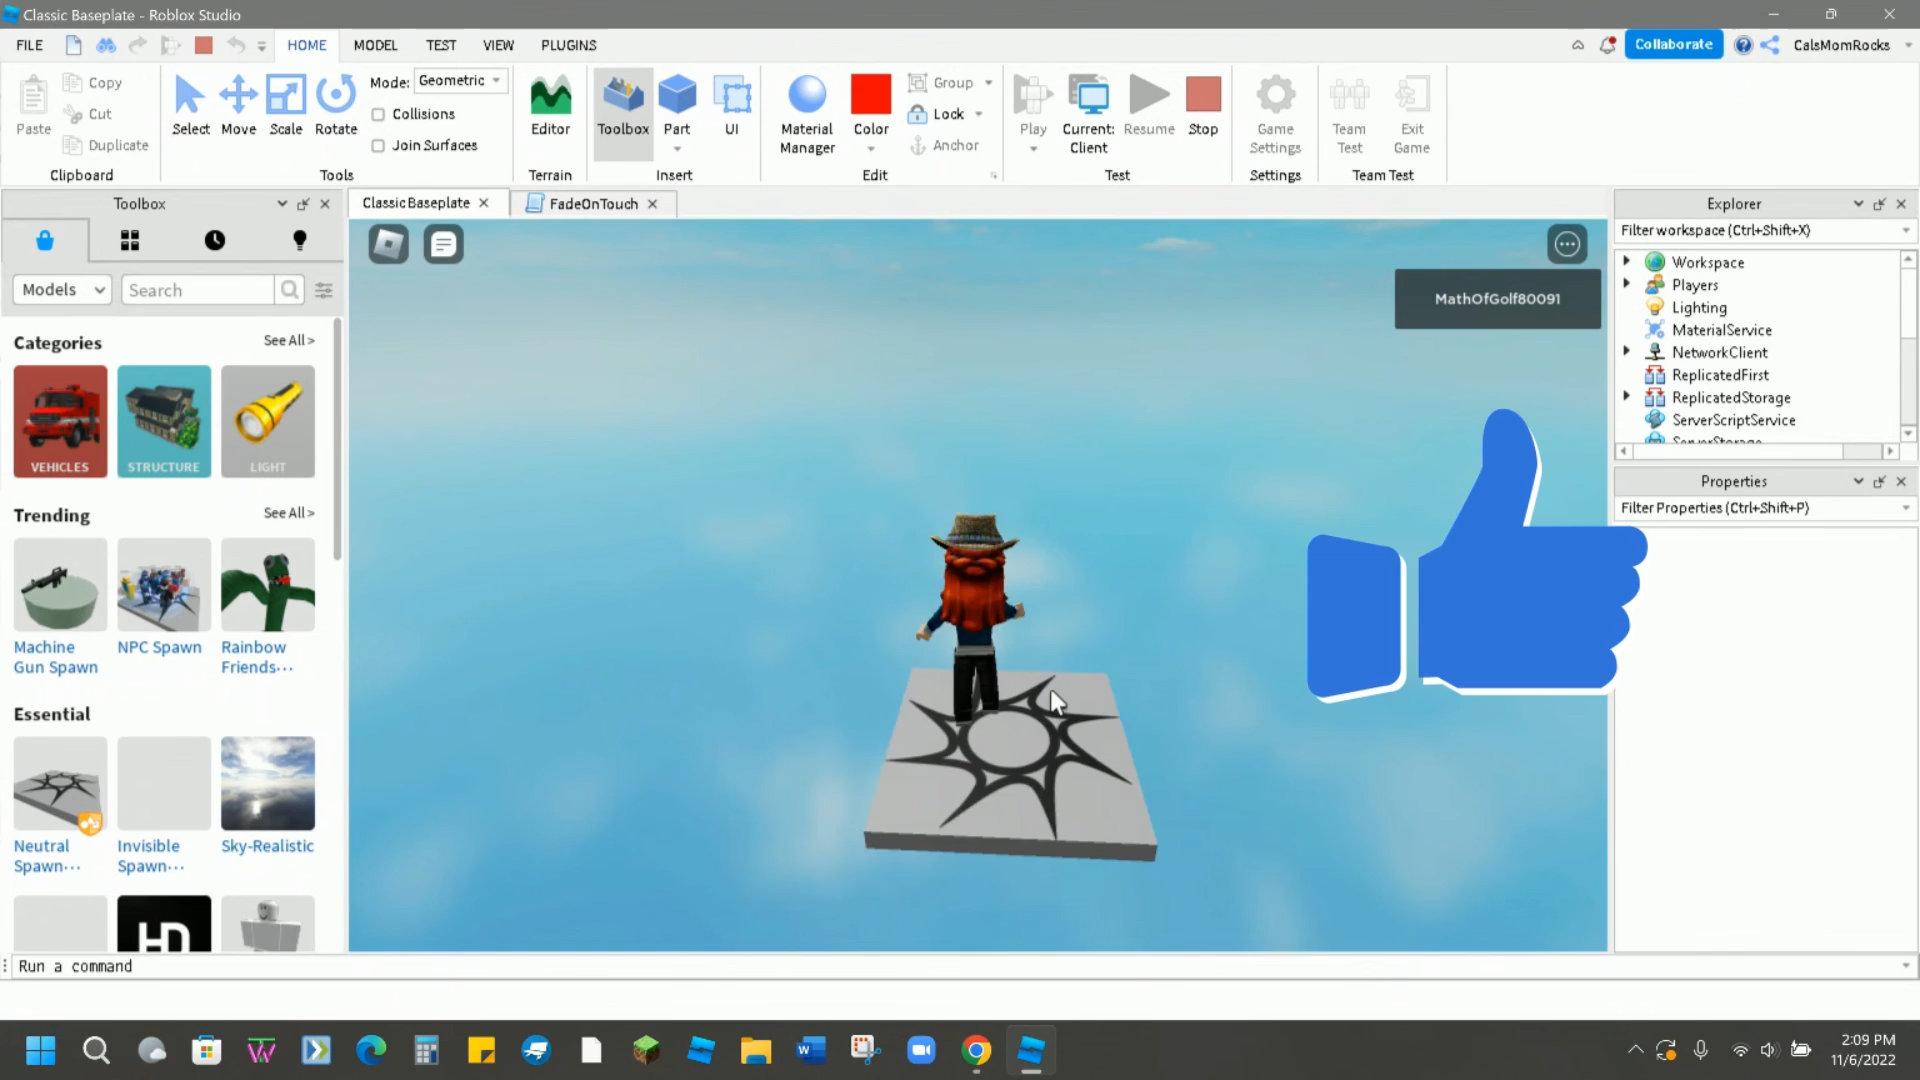 Classic Baseplate - Roblox Studio
FILE HOME MODEL TEST VIEW PLUGINS Collaborate CalsMomRocks
Paste Copy Cut Duplicate
Clipboard
Select Move Scale Rotate Mode: Geometric
Collisions
Join Surfaces
Tools
Editor
Terrain
Toolbox Part UI
Insert
Material Manager Color Group Lock Anchor
Edit
Play Current: Client Resume Stop
Test
Game Settings
Settings
Team Test Exit Game
Team Test
Toolbox
Models Search
Categories See All >
VEHICLES STRUCTURE LIGHT
Trending See All >
Machine Gun Spawn
NPC Spawn
Rainbow Friends...
Essential
Neutral Spawn...
Invisible Spawn...
Sky-Realistic
HD
Classic Baseplate FadeOnTouch
MathOfGolf80091
Explorer
Filter workspace (Ctrl+Shift+X)
Workspace
Players
Lighting
MaterialService
NetworkClient
ReplicatedFirst
ReplicatedStorage
ServerScriptService
ServerStorage
Properties
Filter Properties (Ctrl+Shift+P)
Run a command
2:09 PM
11/6/2022